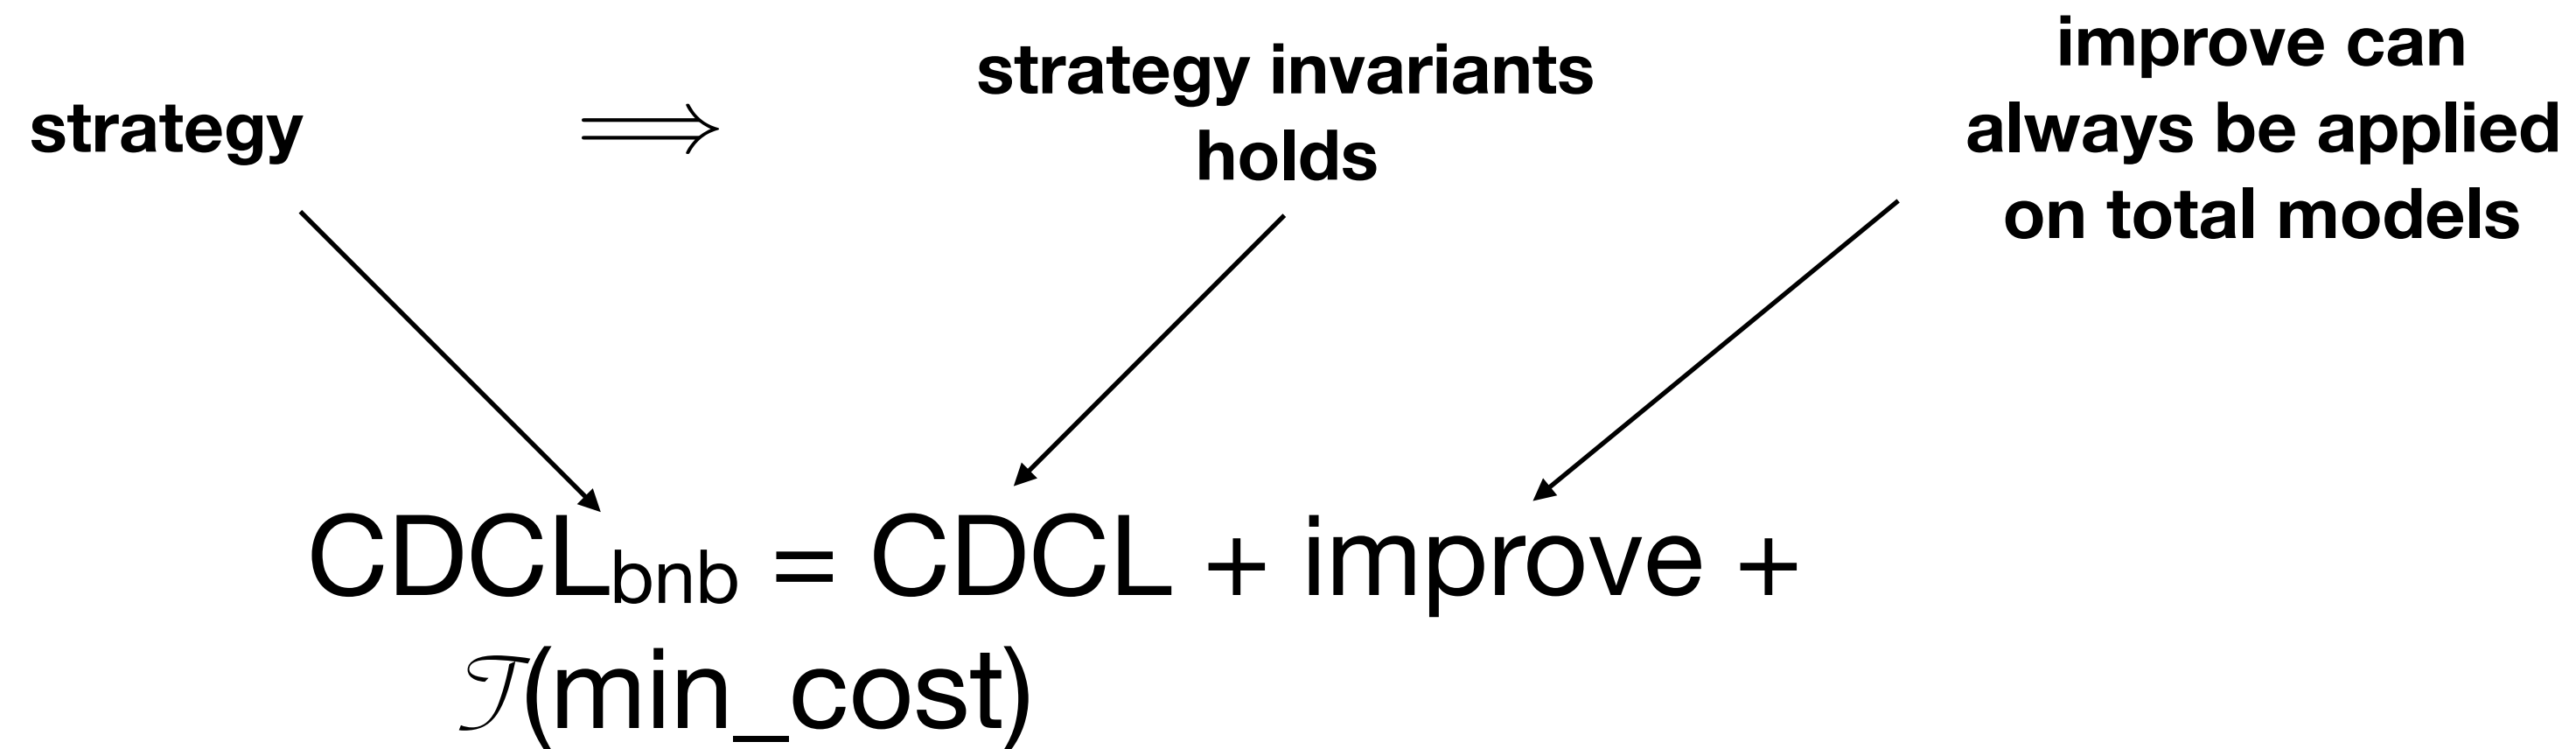 strategy
⟹
strategy invariants
holds
improve can
always be applied
on total models
CDCLbnb = CDCL + improve +
𝒯(min_cost)